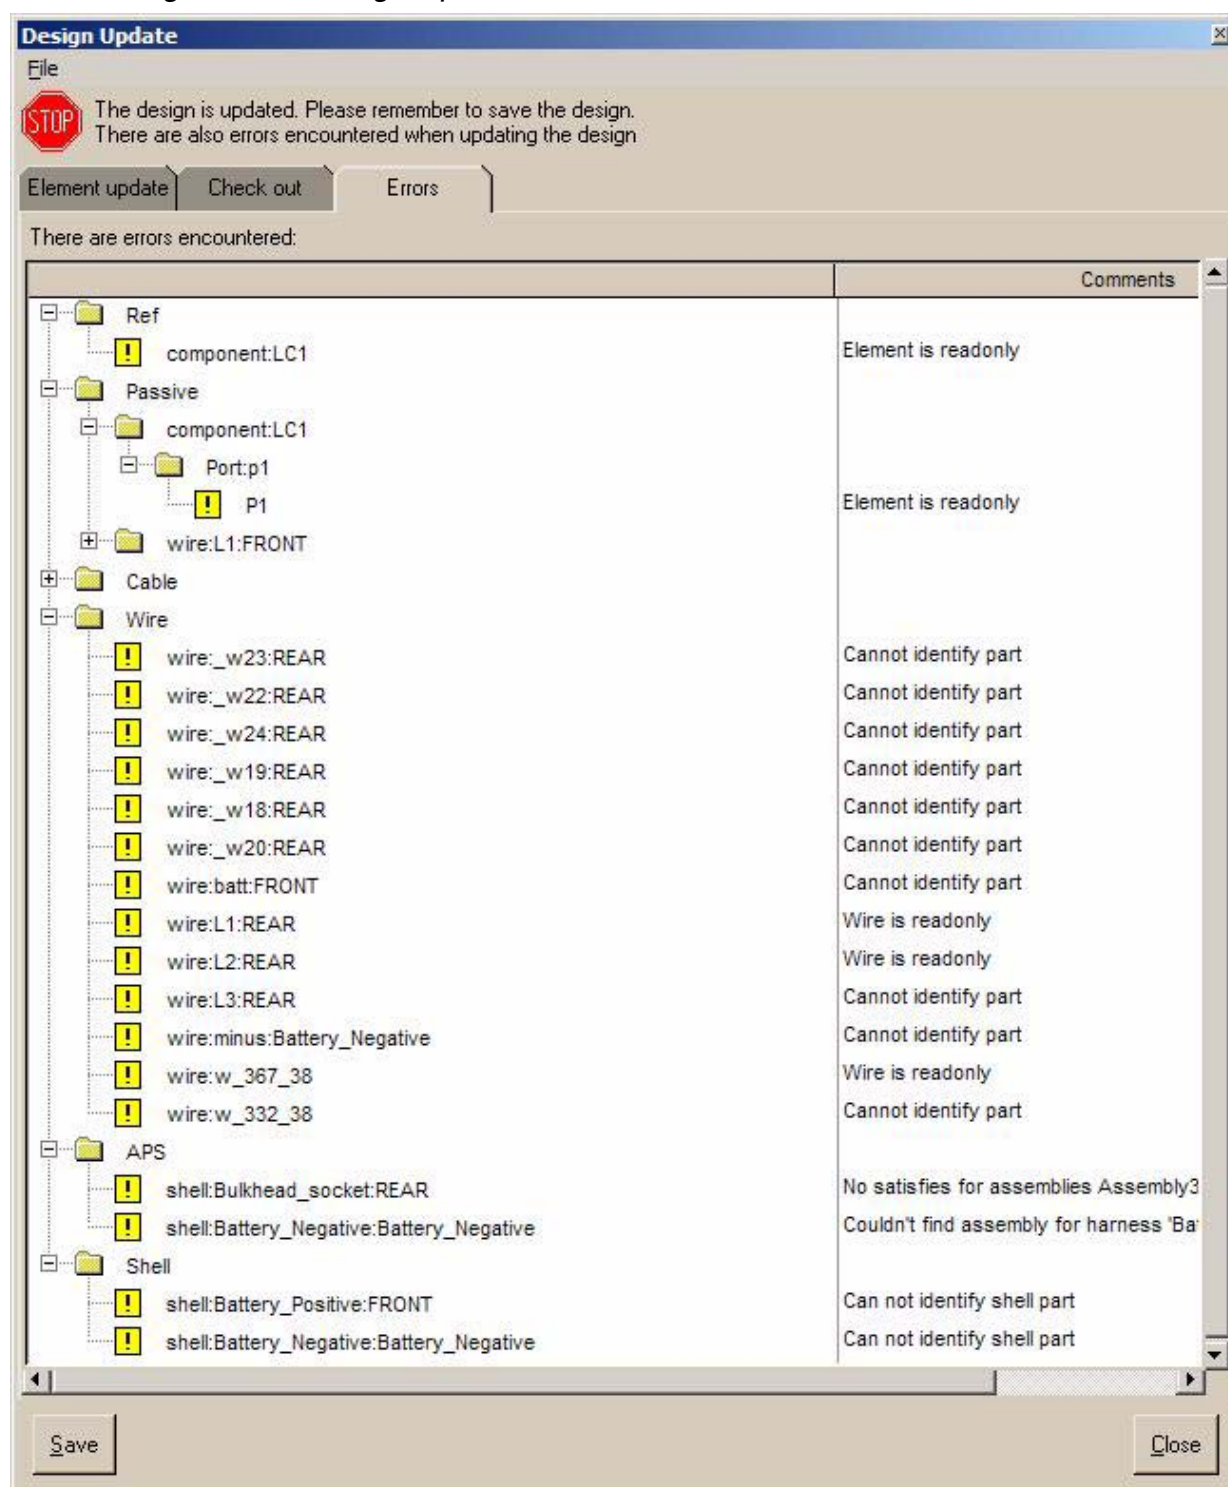 Design Update
File
STOP
The design is updated. Please remember to save the design.
There are also errors encountered when updating the design
Element update Check out Errors
There are errors encountered:
Comments
Ref
component:LC1 Element is readonly
Passive
component:LC1
Port:p1
P1 Element is readonly
wire:L1:FRONT
Cable
Wire
wire:_w23:REAR Cannot identify part
wire:_w22:REAR Cannot identify part
wire:_w24:REAR Cannot identify part
wire:_w19:REAR Cannot identify part
wire:_w18:REAR Cannot identify part
wire:_w20:REAR Cannot identify part
wire:batt:FRONT Cannot identify part
wire:L1:REAR Wire is readonly
wire:L2:REAR Wire is readonly
wire:L3:REAR Cannot identify part
wire:minus:Battery_Negative Cannot identify part
wire:w_367_38 Wire is readonly
wire:w_332_38 Cannot identify part
APS
shell:Bulkhead_socket:REAR No satisfies for assemblies Assembly3
shell:Battery_Negative:Battery_Negative Couldn't find assembly for harness 'Ba
Shell
shell:Battery_Positive:FRONT Can not identify shell part
shell:Battery_Negative:Battery_Negative Can not identify shell part
Save Close